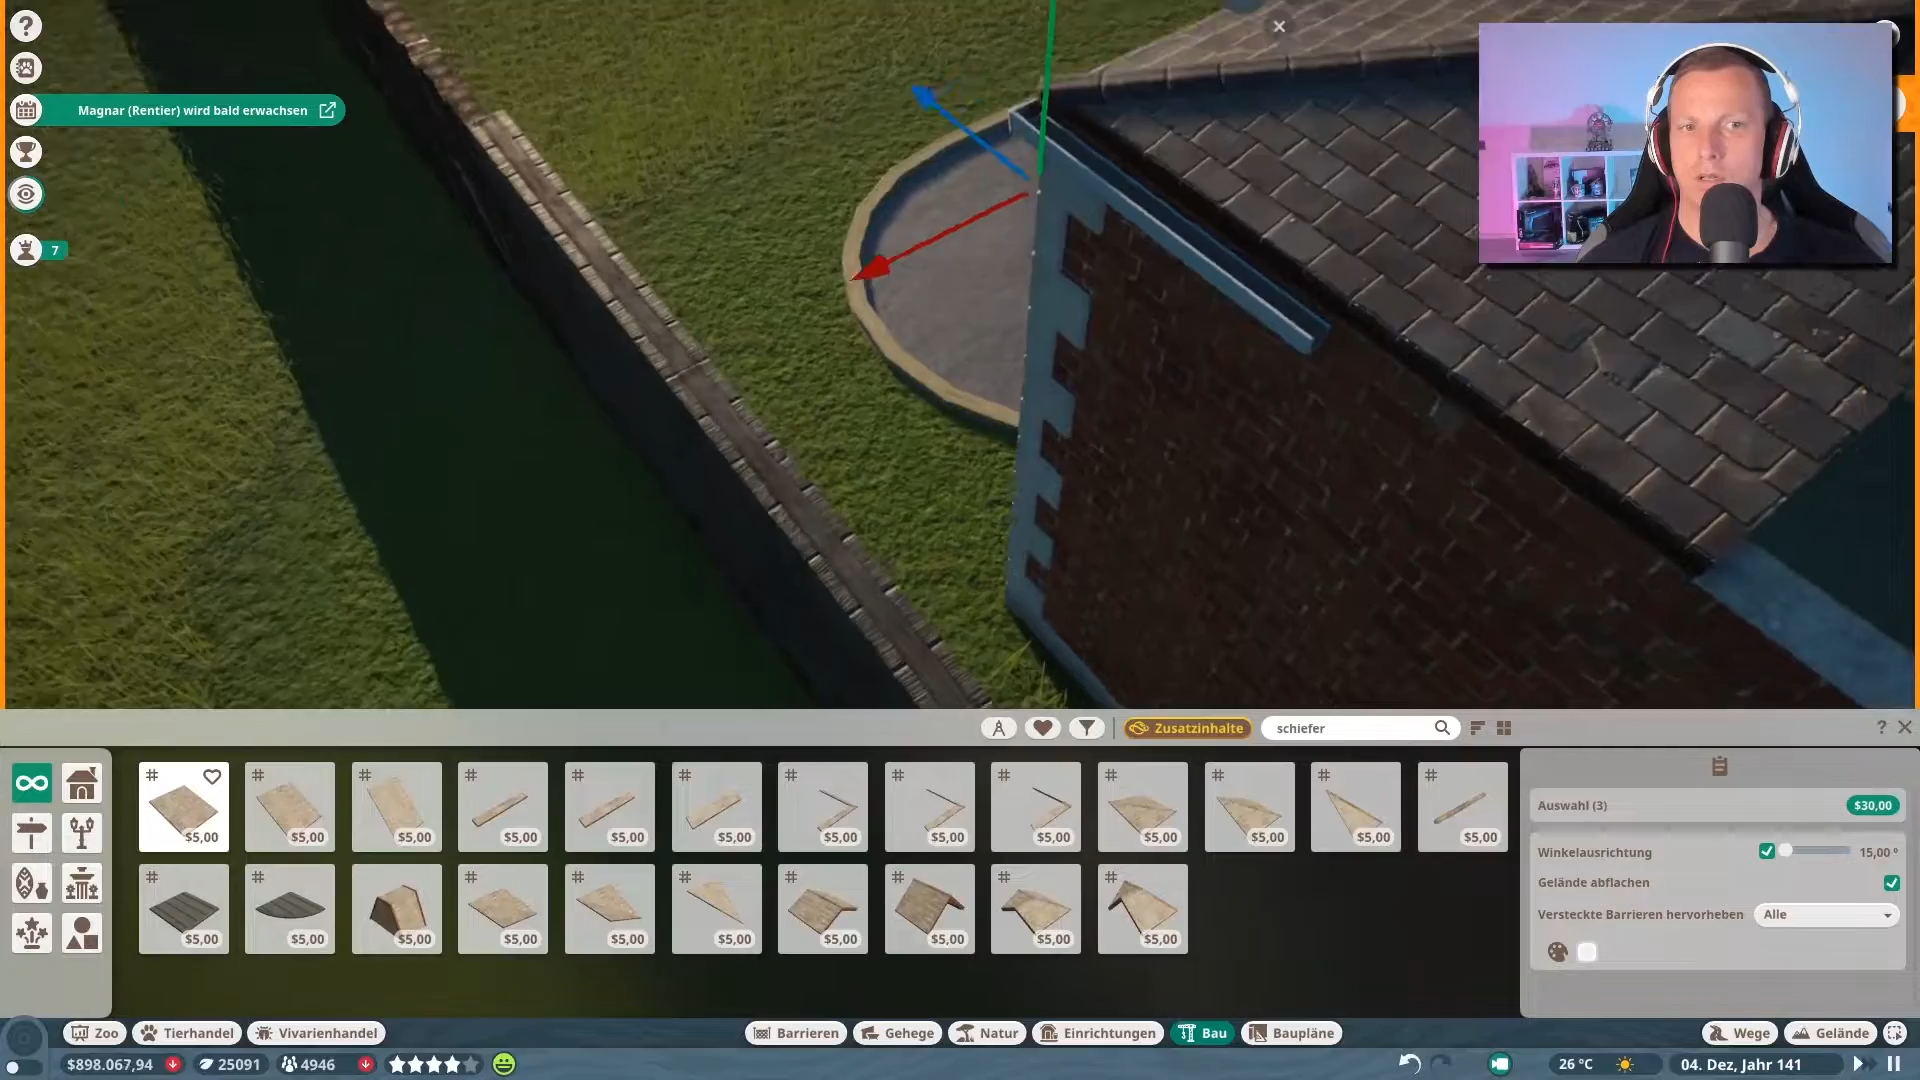 Magnar (Rentier) wird bald erwachsen
7
Zusatzinhalte
schiefer
?
$5,00 $5,00 $5,00 $5,00 $5,00 $5,00 $5,00 $5,00 $5,00 $5,00 $5,00 $5,00 $5,00
$5,00 $5,00 $5,00 $5,00 $5,00 $5,00 $5,00 $5,00 $5,00 $5,00
Auswahl (3) $30,00
Winkelausrichtung 15,00 °
Gelände abflachen
Versteckte Barrieren hervorheben Alle
Zoo Tierhandel Vivarienhandel Barrieren Gehege Natur Einrichtungen Bau Baupläne Wege Gelände
$898.067,94 25091 4946 26 °C 04. Dez, Jahr 141